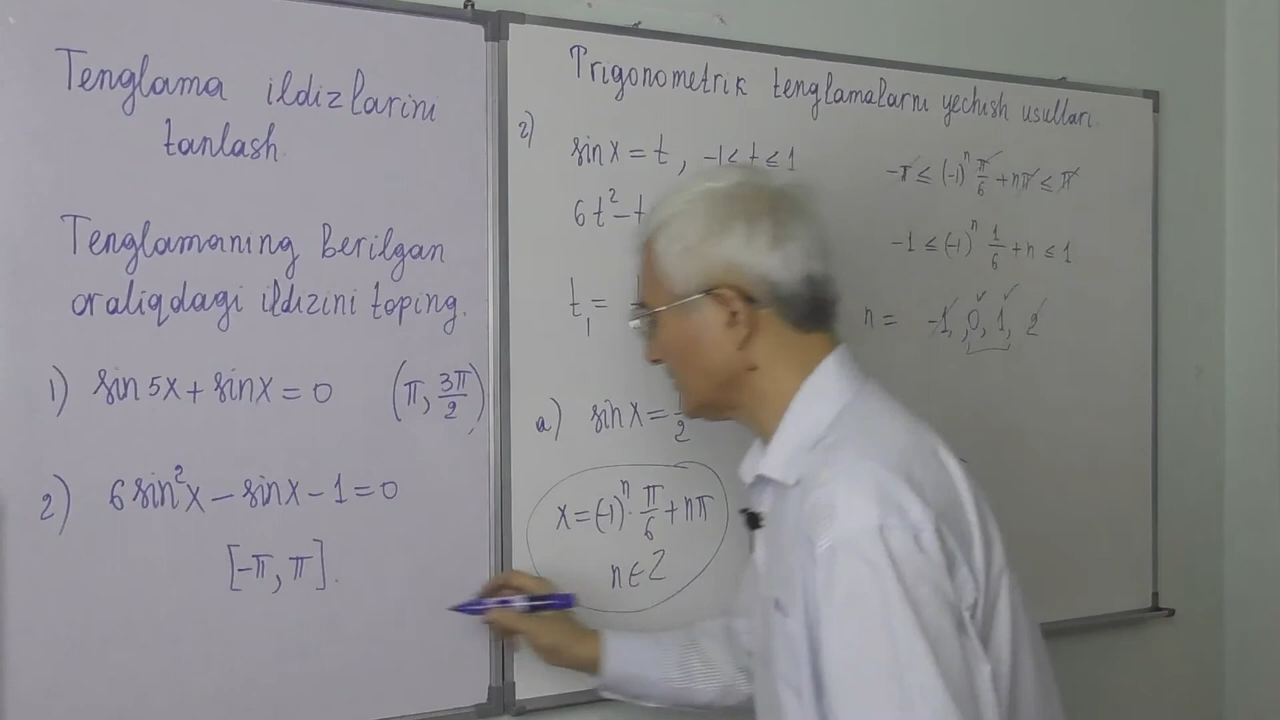 Tenglama ildizlarini
tanlash.
Tenglamaning berilgan
oraliqdagi ildizini toping.
1) sin 5x + sin x = 0 (π, 3π/2),
2) 6 sin²x − sin x − 1 = 0
[-π, π].
Trigonometrik tenglamalarni yechish usullari.
2)
sin x = t, -1 ≤ t ≤ 1
6t² − t
t₁ =
a) sin x = 1/2
x = (-1)ⁿ · π/6 + nπ
n ∈ Z
-π ≤ (-1)ⁿ π/6 + nπ ≤ π
-1 ≤ (-1)ⁿ 1/6 + n ≤ 1
n = -1, 0, 1, 2